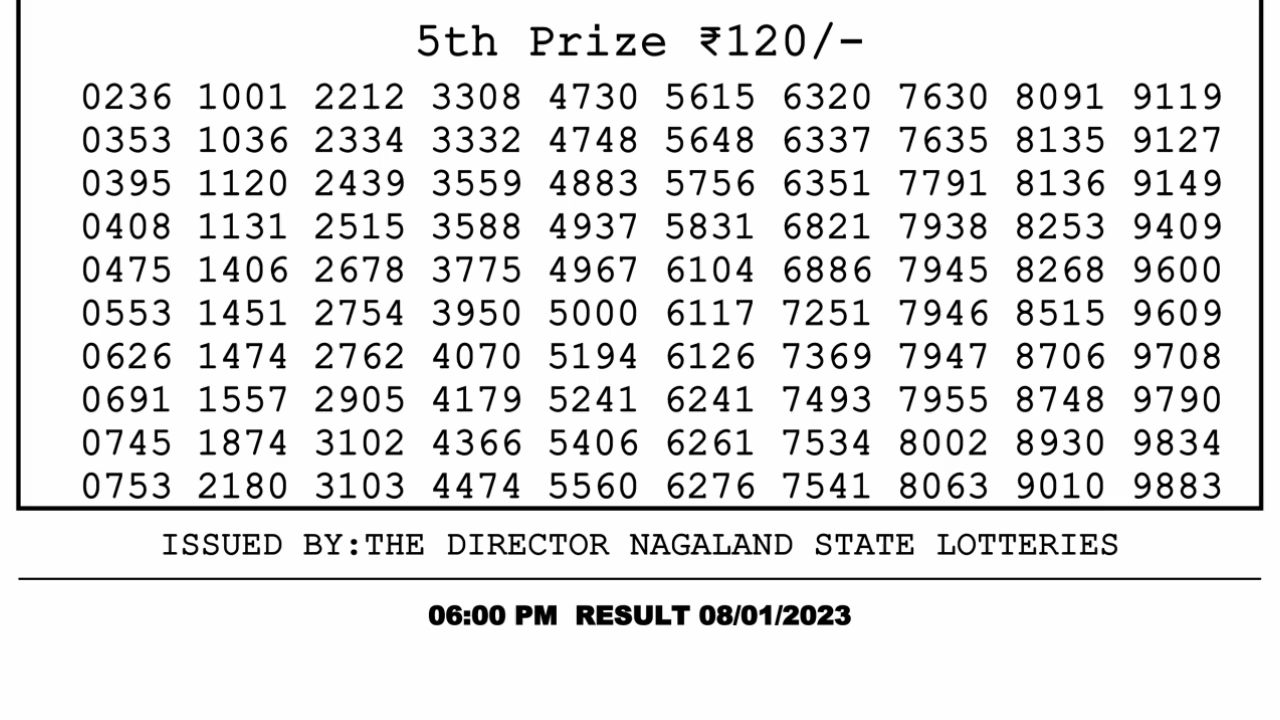 5th Prize ₹120/-
0236 1001 2212 3308 4730 5615 6320 7630 8091 9119
0353 1036 2334 3332 4748 5648 6337 7635 8135 9127
0395 1120 2439 3559 4883 5756 6351 7791 8136 9149
0408 1131 2515 3588 4937 5831 6821 7938 8253 9409
0475 1406 2678 3775 4967 6104 6886 7945 8268 9600
0553 1451 2754 3950 5000 6117 7251 7946 8515 9609
0626 1474 2762 4070 5194 6126 7369 7947 8706 9708
0691 1557 2905 4179 5241 6241 7493 7955 8748 9790
0745 1874 3102 4366 5406 6261 7534 8002 8930 9834
0753 2180 3103 4474 5560 6276 7541 8063 9010 9883
ISSUED BY:THE DIRECTOR NAGALAND STATE LOTTERIES
06:00 PM RESULT 08/01/2023